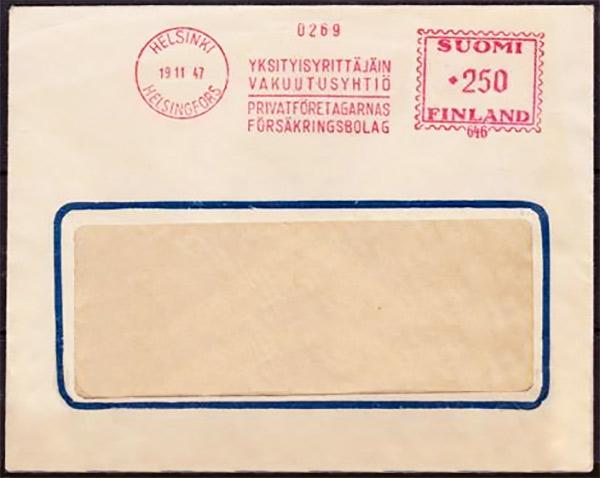 0269
HELSINKI
19 11 47
HELSINGFORS
YKSITYISYRITTÄJÄIN
VAKUUTUSYHTIÖ
PRIVATFÖRETAGARNAS
FÖRSÄKRINGSBOLAG
SUOMI
250
FINLAND
646